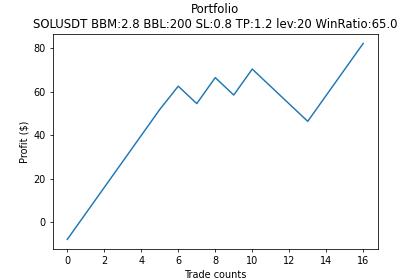 Portfolio
SOLUSDT BBM:2.8 BBL:200 SL:0.8 TP:1.2 lev:20 WinRatio:65.0
80
60
40
20
0
Profit ($)
0 2 4 6 8 10 12 14 16
Trade counts